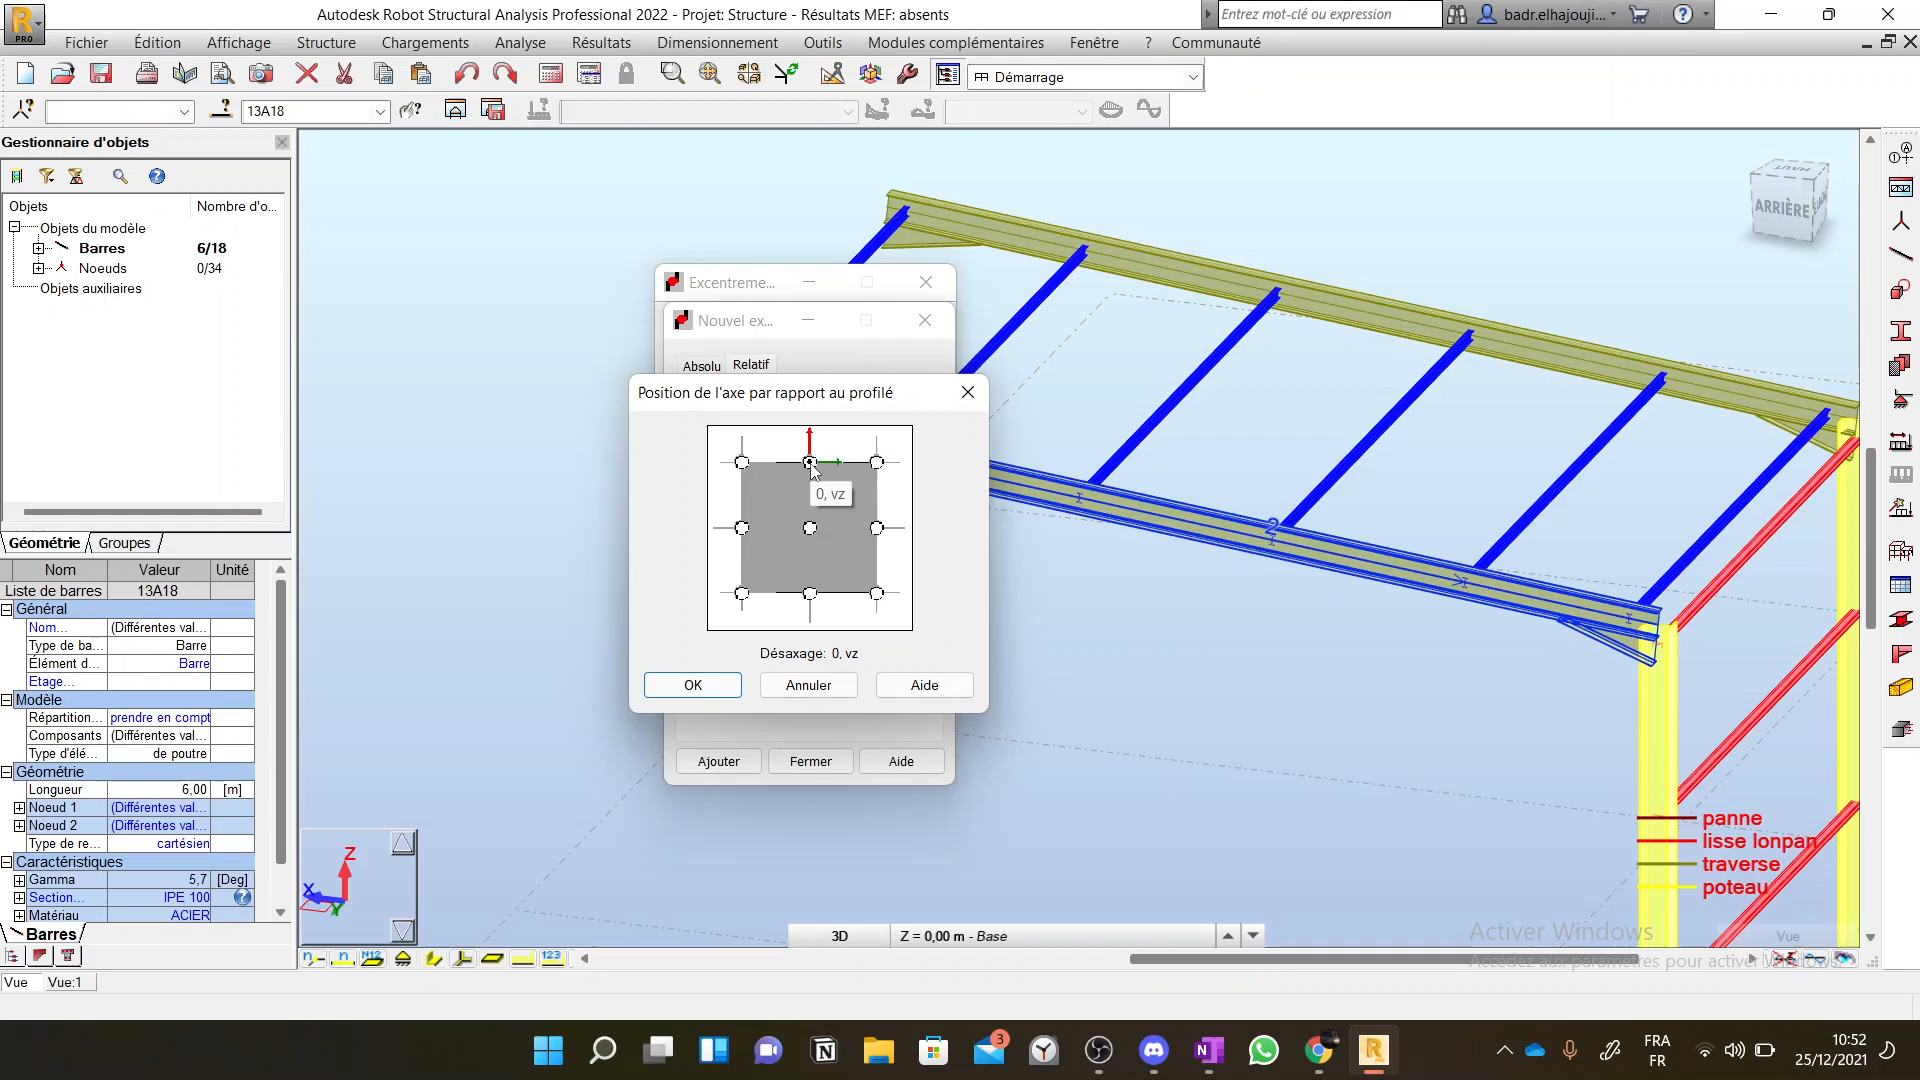 Autodesk Robot Structural Analysis Professional 2022 - Projet: Structure - Résultats MEF: absents
Entrez mot-clé ou expression
badr.elhajouji...
PRO
Fichier Édition Affichage Structure Chargements Analyse Résultats Dimensionnement Outils Modules complémentaires Fenêtre ? Communauté
Démarrage
13A18
Gestionnaire d'objets
Objets Nombre d'o...
Objets du modèle
Barres 6/18
Noeuds 0/34
Objets auxiliaires
Géométrie Groupes
Nom Valeur Unité
Liste de barres 13A18
Général
Nom... (Différentes val...
Type de ba... Barre
Élément d... Barre
Etage...
Modèle
Répartition... prendre en compt
Composants (Différentes val...
Type d'élé... de poutre
Géométrie
Longueur 6,00 [m]
Noeud 1 (Différentes val...
Noeud 2 (Différentes val...
Type de re... cartésien
Caractéristiques
Gamma 5,7 [Deg]
Section... IPE 100
Matériau ACIER
Barres
Vue Vue:1
Excentreme...
Nouvel ex...
Absolu Relatif
Position de l'axe par rapport au profilé
0, vz
Désaxage: 0, vz
OK Annuler Aide
Ajouter Fermer Aide
HAUT
ARRIÈRE
2
panne
lisse lonpan
traverse
poteau
Z
X
Y
3D Z = 0,00 m - Base
Vue
Activer Windows
Accédez aux paramètres pour activer Windows.
3
FRA
FR
10:52
25/12/2021